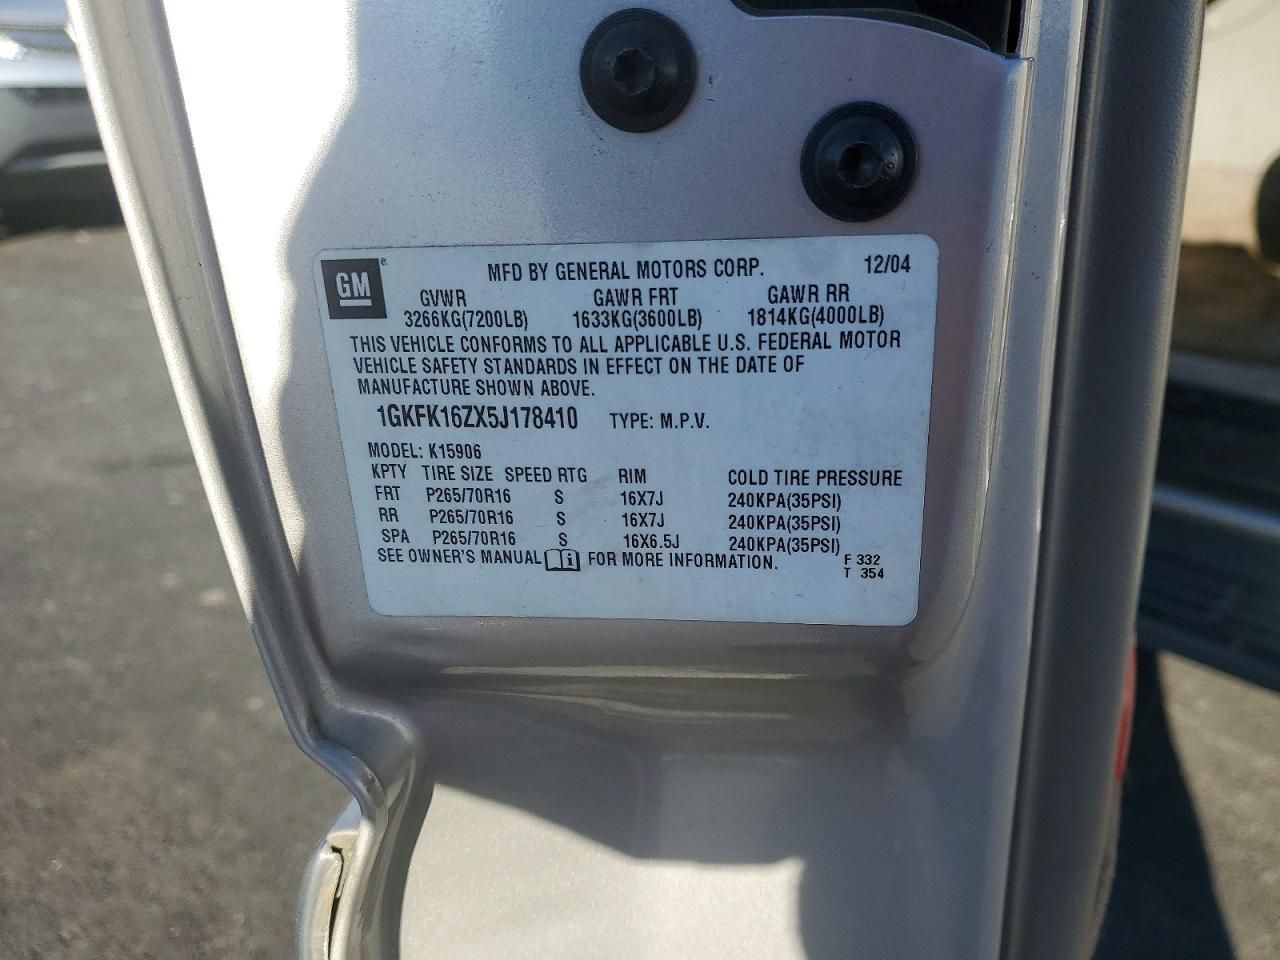 GM ®
MFD BY GENERAL MOTORS CORP. 12/04
GVWR GAWR FRT GAWR RR
3266KG(7200LB) 1633KG(3600LB) 1814KG(4000LB)
THIS VEHICLE CONFORMS TO ALL APPLICABLE U.S. FEDERAL MOTOR
VEHICLE SAFETY STANDARDS IN EFFECT ON THE DATE OF
MANUFACTURE SHOWN ABOVE.
1GKFK16ZX5J178410 TYPE: M.P.V.
MODEL: K15906
KPTY TIRE SIZE SPEED RTG RIM COLD TIRE PRESSURE
FRT P265/70R16 S 16X7J 240KPA(35PSI)
RR P265/70R16 S 16X7J 240KPA(35PSI)
SPA P265/70R16 S 16X6.5J 240KPA(35PSI)
SEE OWNER'S MANUAL i FOR MORE INFORMATION. F 332
T 354